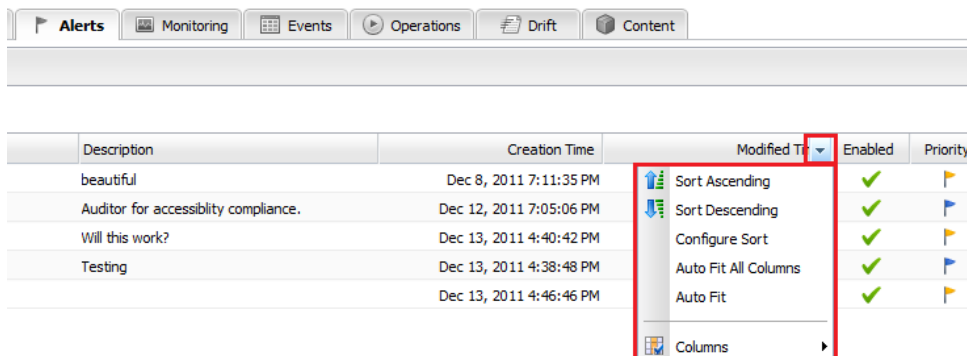 Alerts Monitoring Events Operations Drift Content
Description Creation Time Modified Ti Enabled Priority
beautiful Dec 8, 2011 7:11:35 PM Sort Ascending
Auditor for accessiblity compliance. Dec 12, 2011 7:05:06 PM Sort Descending
Will this work? Dec 13, 2011 4:40:42 PM Configure Sort
Testing Dec 13, 2011 4:38:48 PM Auto Fit All Columns
Dec 13, 2011 4:46:46 PM Auto Fit
Columns